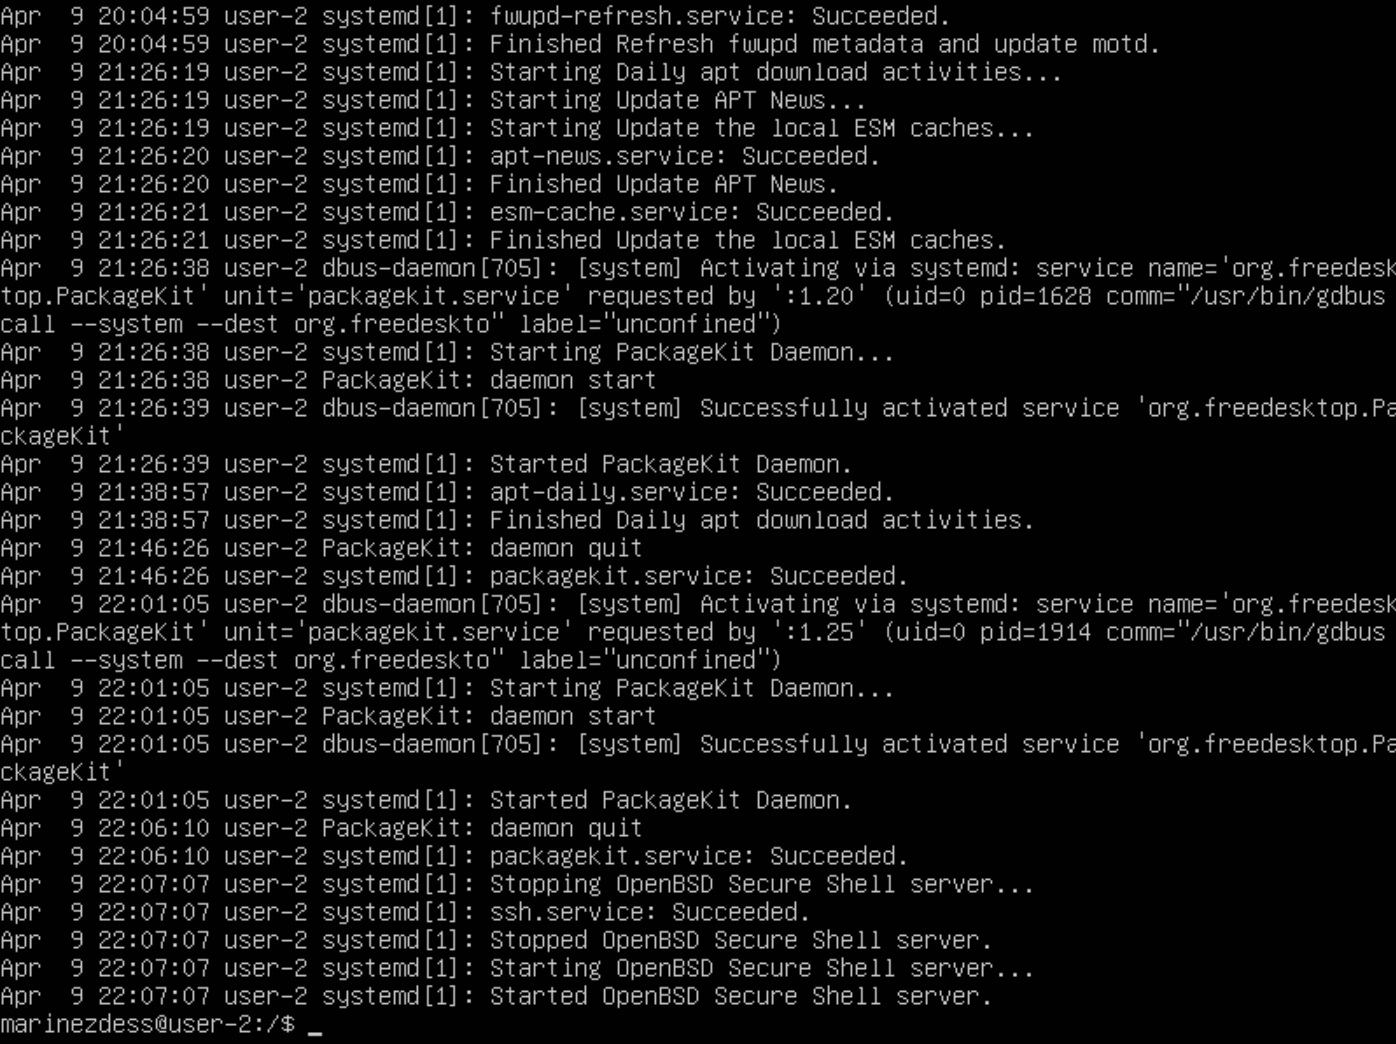 Apr  9 20:04:59 user-2 systemd[1]: fwupd-refresh.service: Succeeded.
Apr  9 20:04:59 user-2 systemd[1]: Finished Refresh fwupd metadata and update motd.
Apr  9 21:26:19 user-2 systemd[1]: Starting Daily apt download activities...
Apr  9 21:26:19 user-2 systemd[1]: Starting Update APT News...
Apr  9 21:26:19 user-2 systemd[1]: Starting Update the local ESM caches...
Apr  9 21:26:20 user-2 systemd[1]: apt-news.service: Succeeded.
Apr  9 21:26:20 user-2 systemd[1]: Finished Update APT News.
Apr  9 21:26:21 user-2 systemd[1]: esm-cache.service: Succeeded.
Apr  9 21:26:21 user-2 systemd[1]: Finished Update the local ESM caches.
Apr  9 21:26:38 user-2 dbus-daemon[705]: [system] Activating via systemd: service name='org.freedesk
top.PackageKit' unit='packagekit.service' requested by ':1.20' (uid=0 pid=1628 comm="/usr/bin/gdbus
call --system --dest org.freedeskto" label="unconfined")
Apr  9 21:26:38 user-2 systemd[1]: Starting PackageKit Daemon...
Apr  9 21:26:38 user-2 PackageKit: daemon start
Apr  9 21:26:39 user-2 dbus-daemon[705]: [system] Successfully activated service 'org.freedesktop.Pa
ckageKit'
Apr  9 21:26:39 user-2 systemd[1]: Started PackageKit Daemon.
Apr  9 21:38:57 user-2 systemd[1]: apt-daily.service: Succeeded.
Apr  9 21:38:57 user-2 systemd[1]: Finished Daily apt download activities.
Apr  9 21:46:26 user-2 PackageKit: daemon quit
Apr  9 21:46:26 user-2 systemd[1]: packagekit.service: Succeeded.
Apr  9 22:01:05 user-2 dbus-daemon[705]: [system] Activating via systemd: service name='org.freedesk
top.PackageKit' unit='packagekit.service' requested by ':1.25' (uid=0 pid=1914 comm="/usr/bin/gdbus
call --system --dest org.freedeskto" label="unconfined")
Apr  9 22:01:05 user-2 systemd[1]: Starting PackageKit Daemon...
Apr  9 22:01:05 user-2 PackageKit: daemon start
Apr  9 22:01:05 user-2 dbus-daemon[705]: [system] Successfully activated service 'org.freedesktop.Pa
ckageKit'
Apr  9 22:01:05 user-2 systemd[1]: Started PackageKit Daemon.
Apr  9 22:06:10 user-2 PackageKit: daemon quit
Apr  9 22:06:10 user-2 systemd[1]: packagekit.service: Succeeded.
Apr  9 22:07:07 user-2 systemd[1]: Stopping OpenBSD Secure Shell server...
Apr  9 22:07:07 user-2 systemd[1]: ssh.service: Succeeded.
Apr  9 22:07:07 user-2 systemd[1]: Stopped OpenBSD Secure Shell server.
Apr  9 22:07:07 user-2 systemd[1]: Starting OpenBSD Secure Shell server...
Apr  9 22:07:07 user-2 systemd[1]: Started OpenBSD Secure Shell server.
marinezdess@user-2:/$ _